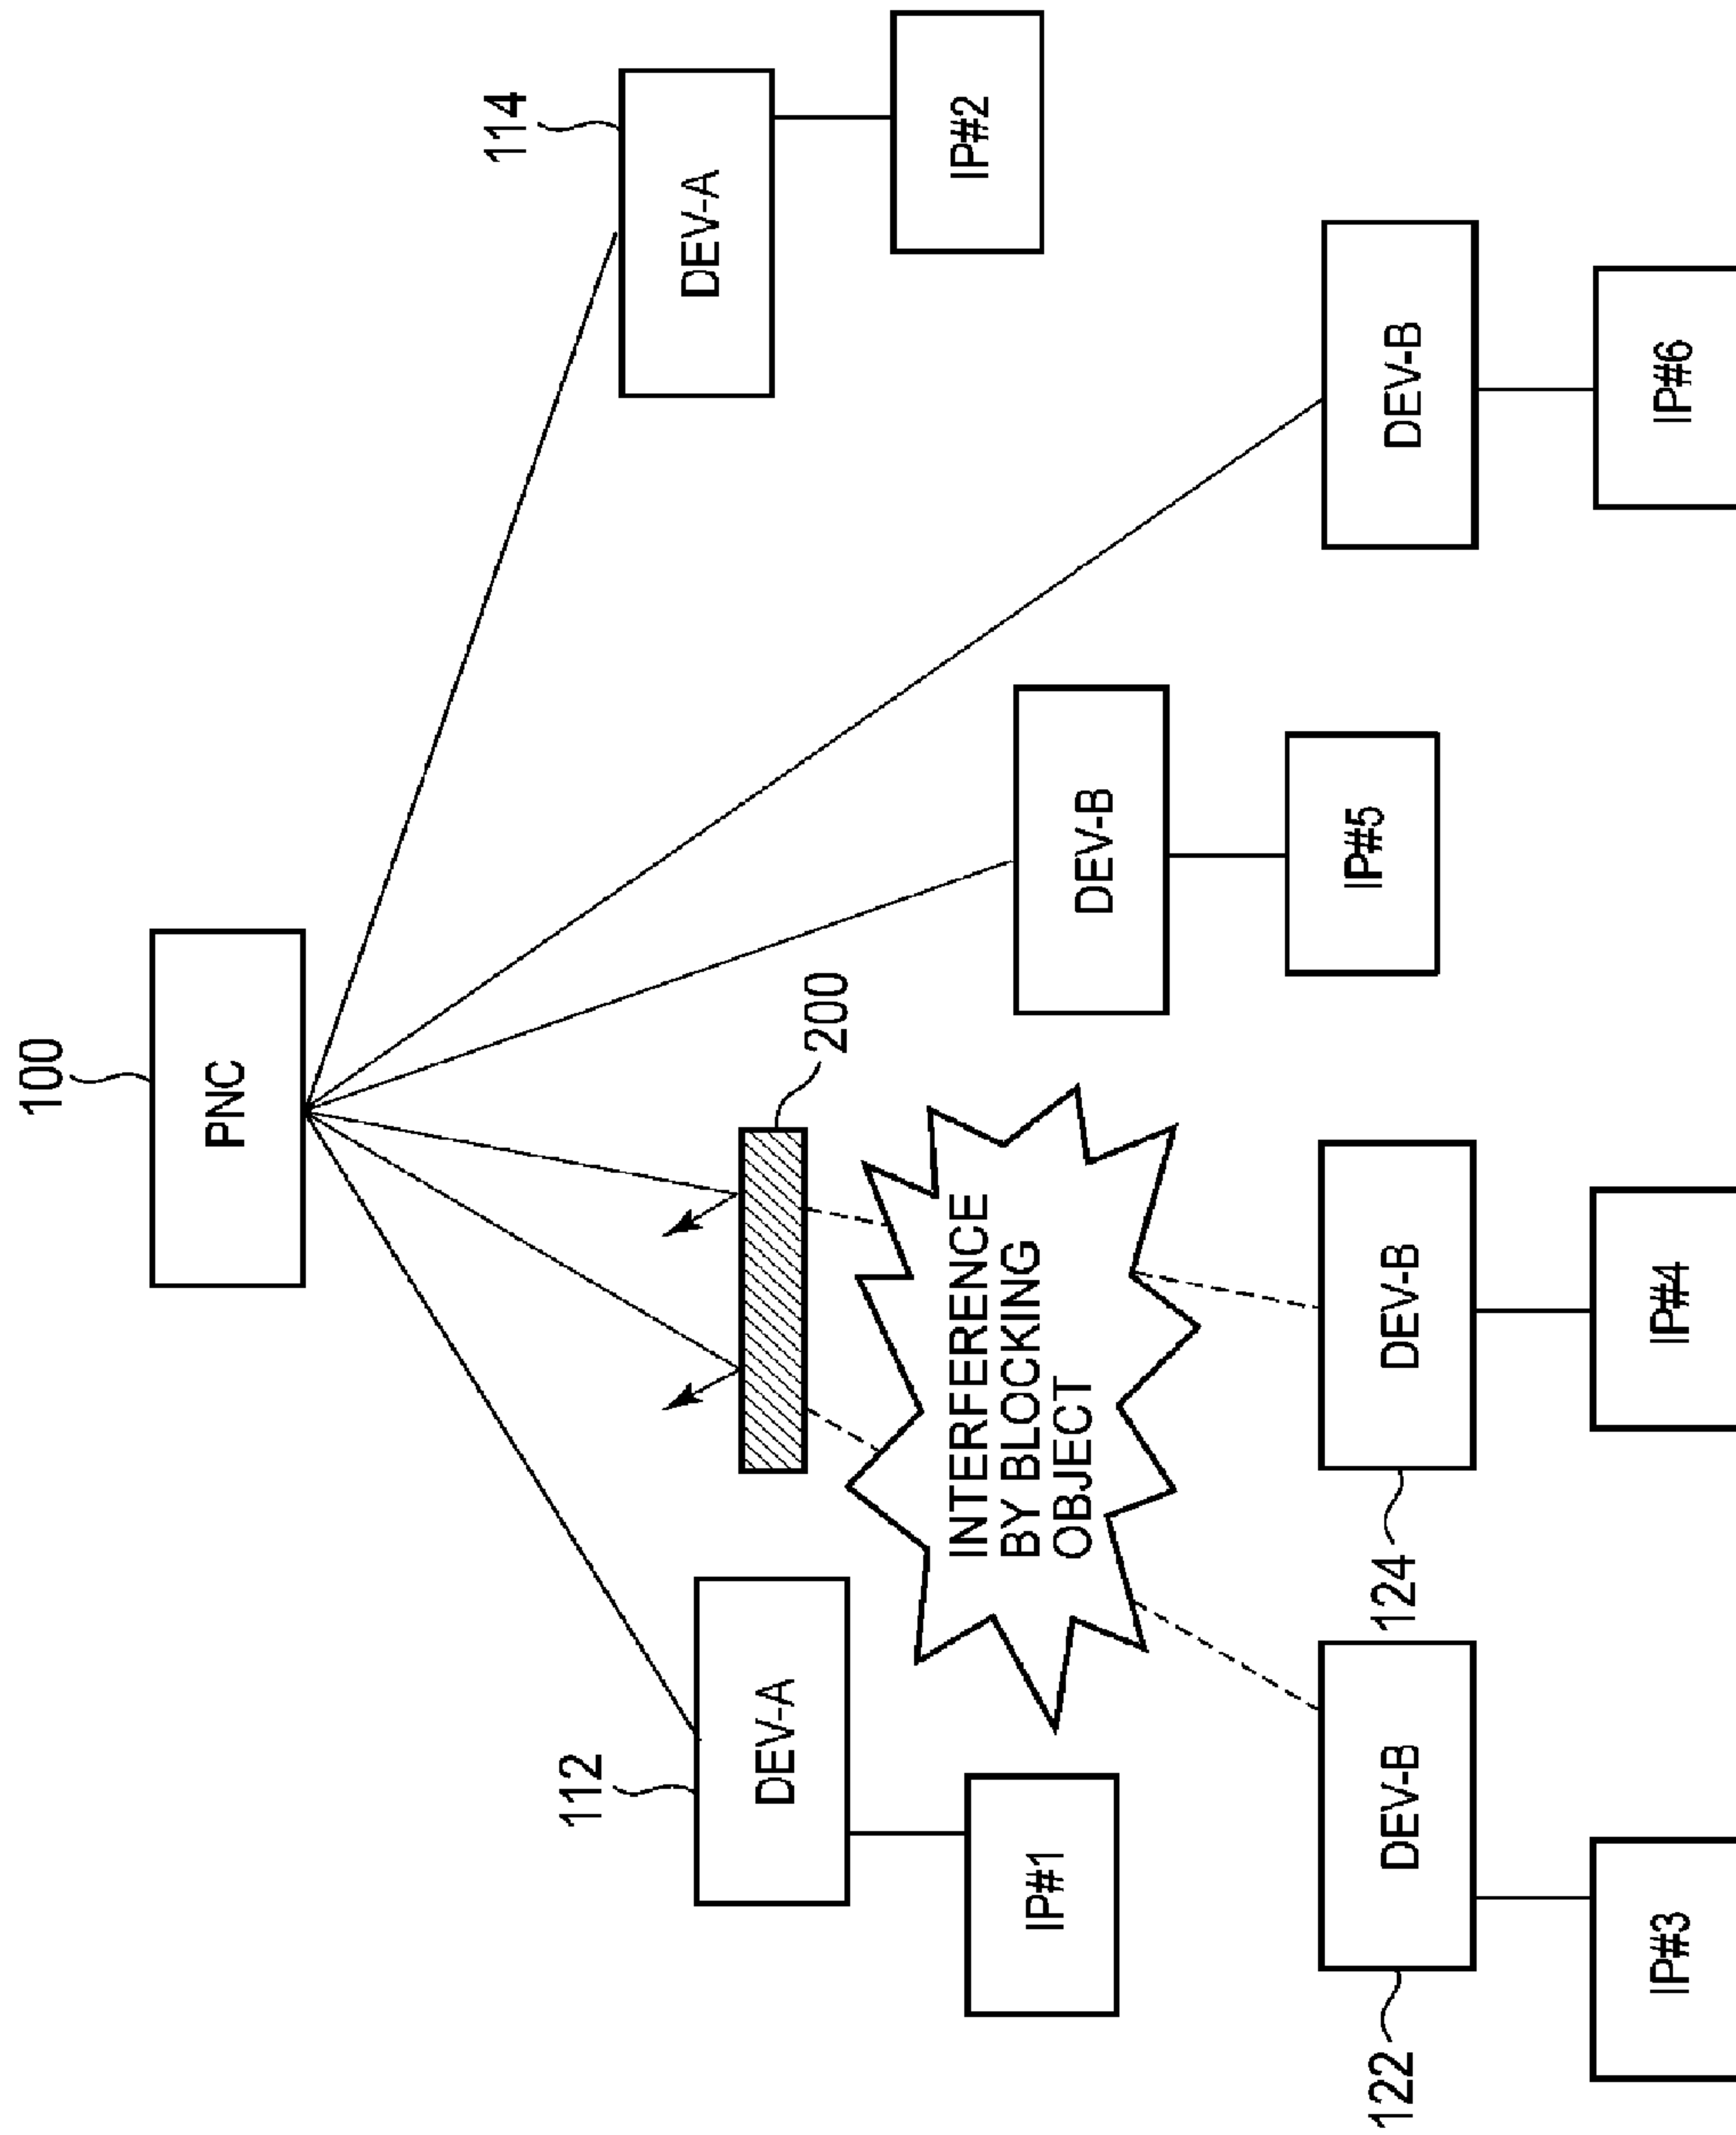 100
PNC
114
DEV-A
IP#2
112
DEV-A
IP#1
200
INTERFERENCE
BY BLOCKING
OBJECT
DEV-B
IP#5
DEV-B
IP#6
122
DEV-B
IP#3
124
DEV-B
IP#4